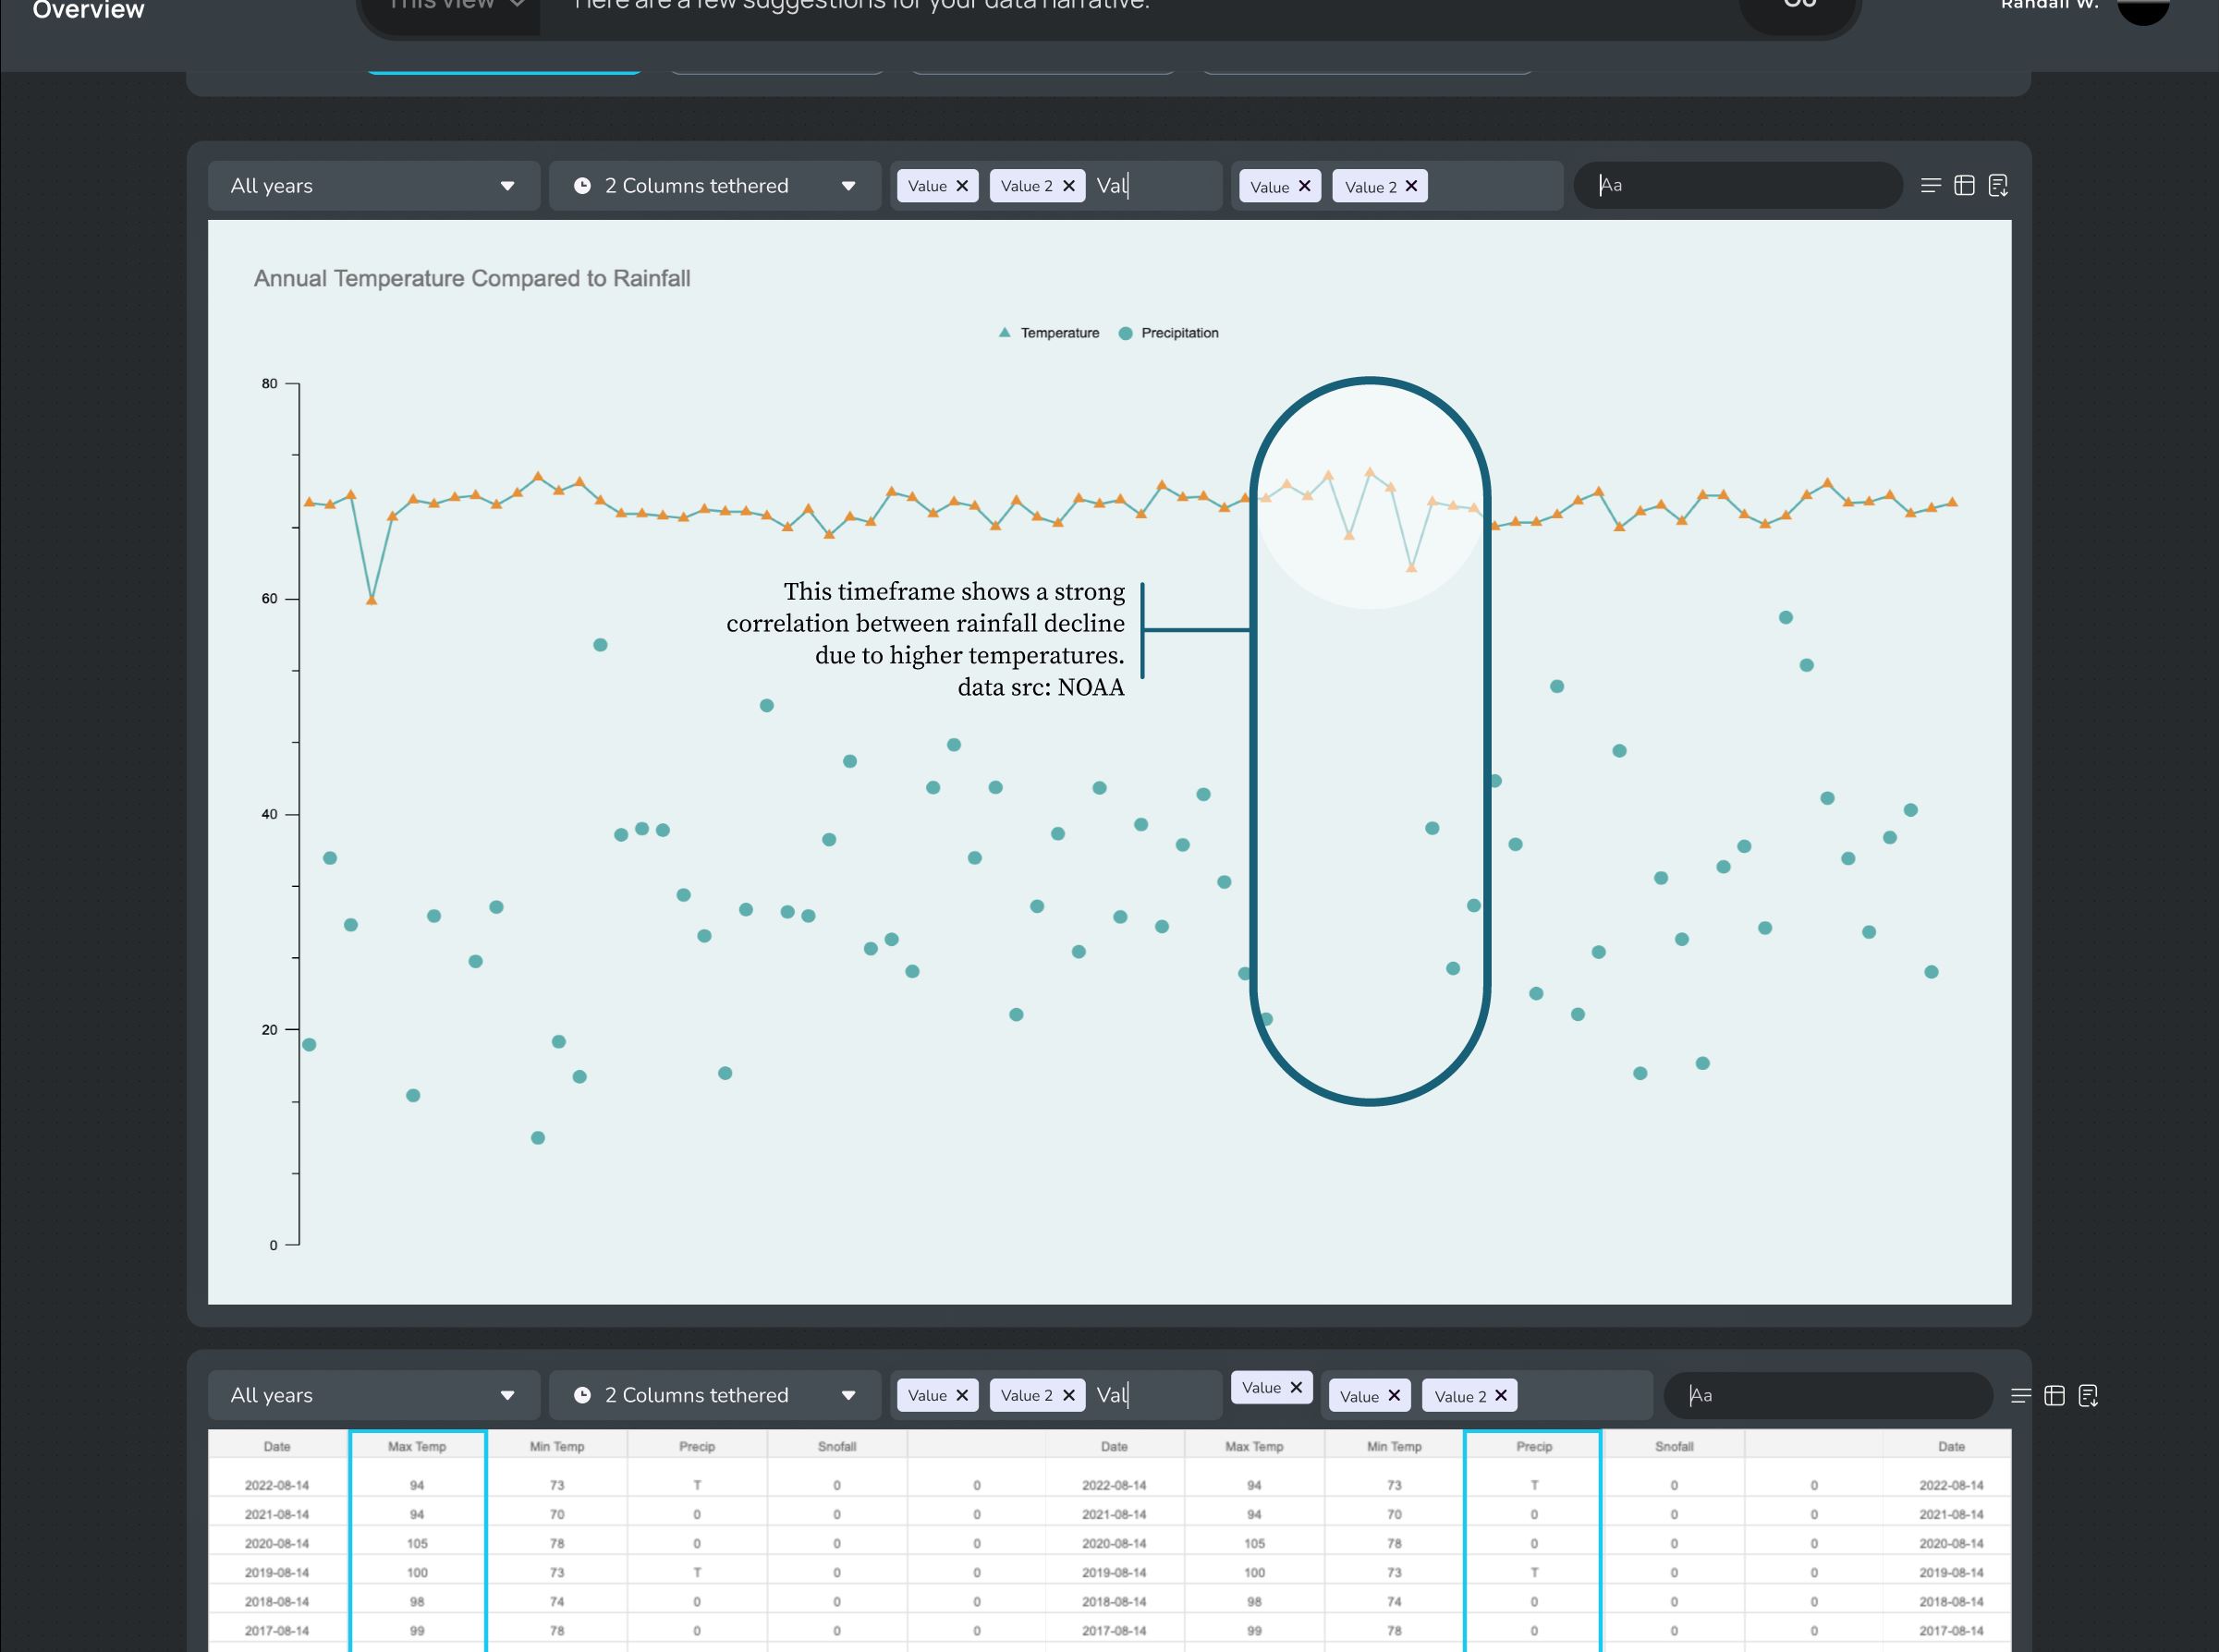 Overview
This view
Here are a few suggestions for your data narrative.
Go
Randall W.
All years
2 Columns tethered
Value Value 2 Val
Value Value 2
Aa
Annual Temperature Compared to Rainfall
Temperature Precipitation
80
60
40
20
0
This timeframe shows a strong
correlation between rainfall decline
due to higher temperatures.
data src: NOAA
All years
2 Columns tethered
Value Value 2 Val
Value
Value Value 2
Aa
Date Max Temp Min Temp Precip Snofall Date Max Temp Min Temp Precip Snofall Date
2022-08-14 94 73 T 0 0 2022-08-14 94 73 T 0 0 2022-08-14
2021-08-14 94 70 0 0 0 2021-08-14 94 70 0 0 0 2021-08-14
2020-08-14 105 78 0 0 0 2020-08-14 105 78 0 0 0 2020-08-14
2019-08-14 100 73 T 0 0 2019-08-14 100 73 T 0 0 2019-08-14
2018-08-14 98 74 0 0 0 2018-08-14 98 74 0 0 0 2018-08-14
2017-08-14 99 78 0 0 0 2017-08-14 99 78 0 0 0 2017-08-14